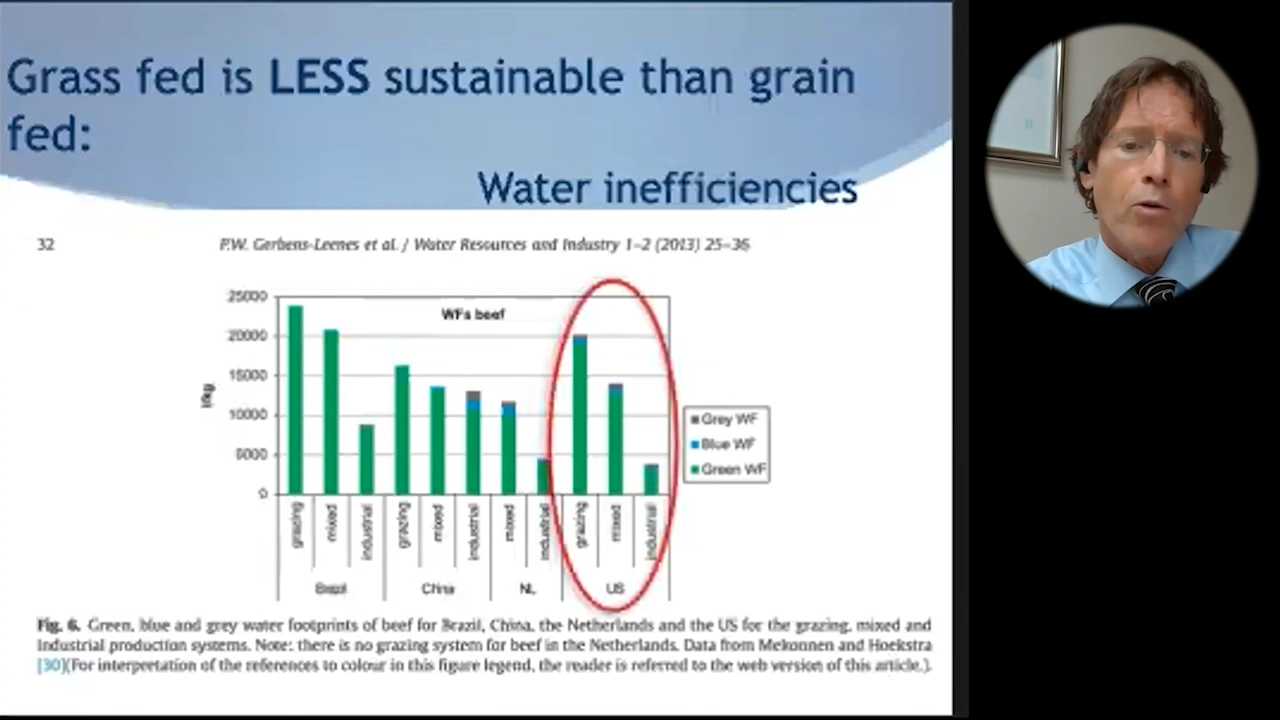 Grass fed is LESS sustainable than grain
fed:
Water inefficiencies
32
P.W. Gerbens-Leenes et al. / Water Resources and Industry 1–2 (2013) 25–36
WFs beef
25000
20000
15000
10000
5000
0
l/kg
Grey WF
Blue WF
Green WF
grazing
mixed
industrial
grazing
mixed
industrial
mixed
industrial
grazing
mixed
industrial
Brazil
China
NL
US
Fig. 6. Green, blue and grey water footprints of beef for Brazil, China, the Netherlands and the US for the grazing, mixed and
industrial production systems. Note: there is no grazing system for beef in the Netherlands. Data from Mekonnen and Hoekstra
[30](For interpretation of the references to colour in this figure legend, the reader is referred to the web version of this article.).